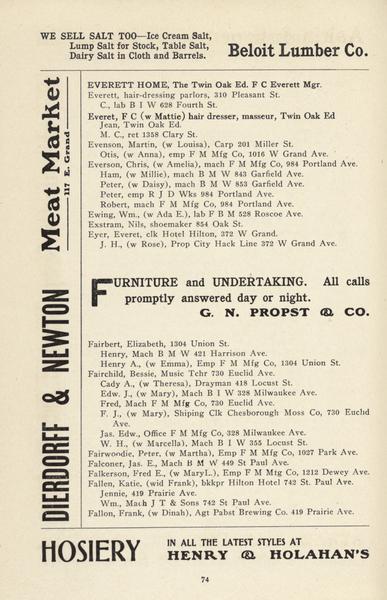 WE SELL SALT TOO—Ice Cream Salt,
Lump Salt for Stock, Table Salt,
Dairy Salt in Cloth and Barrels.
Beloit Lumber Co.
DIERDORFF & NEWTON Meat Market 117 E. Grand
EVERETT HOME, The Twin Oak Ed. F C Everett Mgr.
Everett, hair-dressing parlors, 310 Pleasant St.
C., lab B I W 628 Fourth St.
Everet, F C (w Mattie) hair dresser, masseur, Twin Oak Ed
Jean, Twin Oak Ed.
M. C., ret 1358 Clary St.
Evenson, Martin, (w Louisa), Carp 201 Miller St.
Otis, (w Anna), emp F M Mfg Co, 1016 W Grand Ave.
Everson, Chris, (w Amelia), mach F M Mfg Co, 984 Portland Ave.
Ham, (w Millie), mach B M W 843 Garfield Ave.
Peter, (w Daisy), mach B M W 853 Garfield Ave.
Peter, emp R J D Wks 984 Portland Ave.
Robert, mach F M Mfg Co, 984 Portland Ave.
Ewing, Wm., (w Ada E.), lab F B M 528 Roscoe Ave.
Exstram, Nils, shoemaker 854 Oak St.
Eyer, Everet, clk Hotel Hilton, 372 W. Grand.
J. H., (w Rose), Prop City Hack Line 372 W Grand Ave.
FURNITURE and UNDERTAKING. All calls
promptly answered day or night.
G. N. PROPST & CO.
Fairbert, Elizabeth, 1304 Union St.
Henry, Mach B M W 421 Harrison Ave.
Henry A., (w Emma), Emp F M Mfg Co, 1304 Union St.
Fairchild, Bessie, Music Tchr 730 Euclid Ave.
Cady A., (w Theresa), Drayman 418 Locust St.
Edw. J., (w Mary), Mach B I W 328 Milwaukee Ave.
Fred, Mach F M Mfg Co, 730 Euclid Ave.
F. J., (w Mary), Shiping Clk Chesborough Moss Co, 730 Euclid
Ave.
Jas. Edw., Office F M Mfg Co, 328 Milwaukee Ave.
W. H., (w Marcella), Mach B I W 355 Locust St.
Fairwoodie, Peter, (w Martha), Emp F M Mfg Co, 1027 Park Ave.
Falconer, Jas. E., Mach B M W 449 St Paul Ave.
Falkerson, Fred E., (w MaryL.), Emp F M Mtg Co, 1212 Dewey Ave.
Fallen, Katie, (wid Frank), bkkpr Hilton Hotel 742 St. Paul Ave.
Jennie, 419 Prairie Ave.
Wm., Mach J T & Sons 742 St Paul Ave.
Fallon, Frank, (w Dinah), Agt Pabst Brewing Co. 419 Prairie Ave.
HOSIERY IN ALL THE LATEST STYLES AT
HENRY & HOLAHAN'S
74